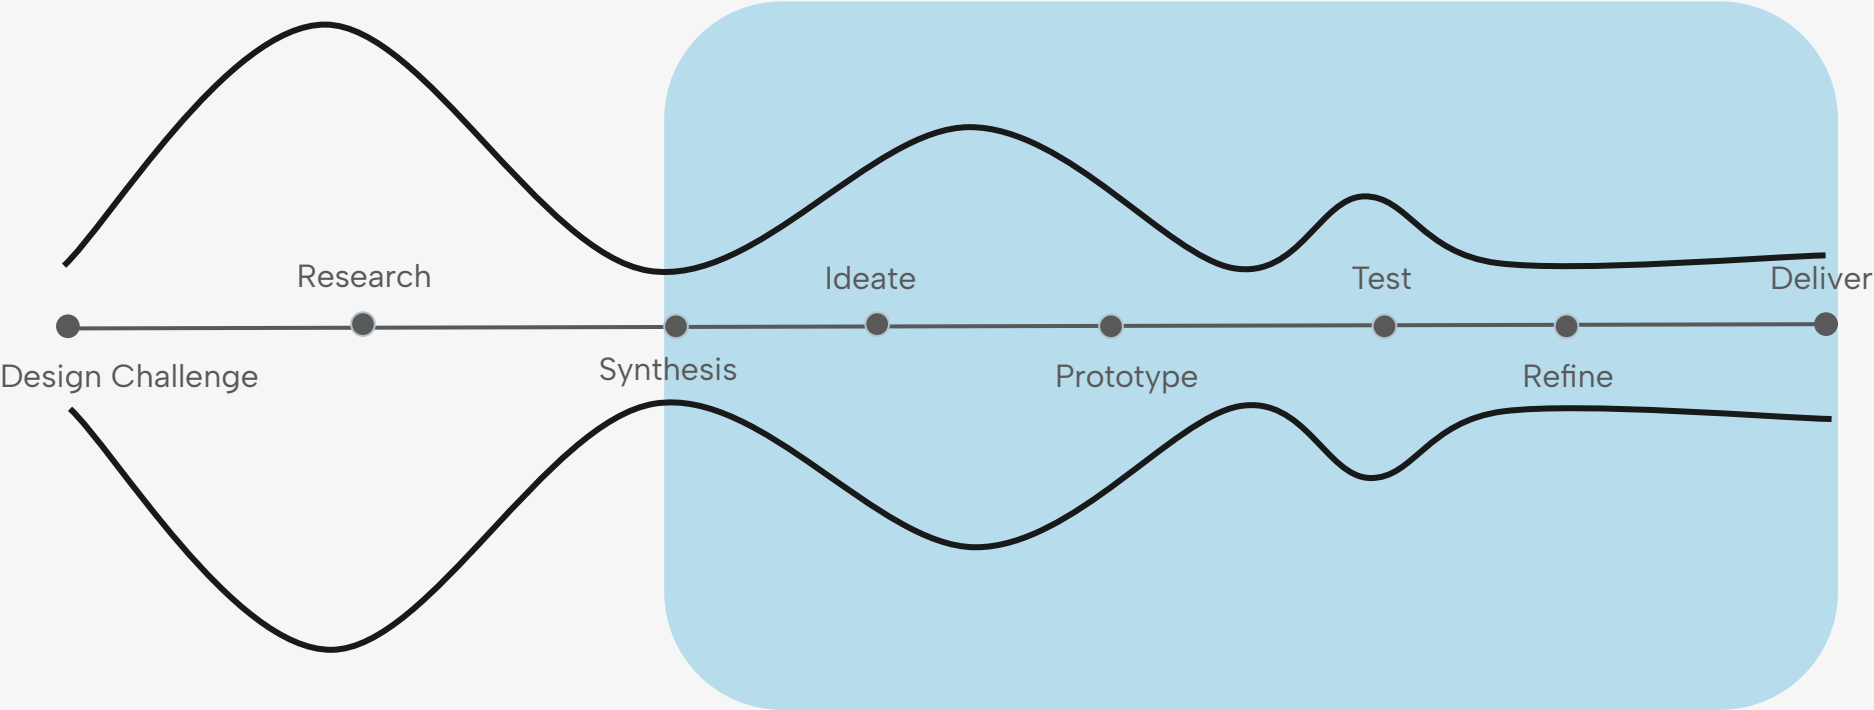 Design Challenge
Research
Synthesis
Ideate
Prototype
Test
Refine
Deliver